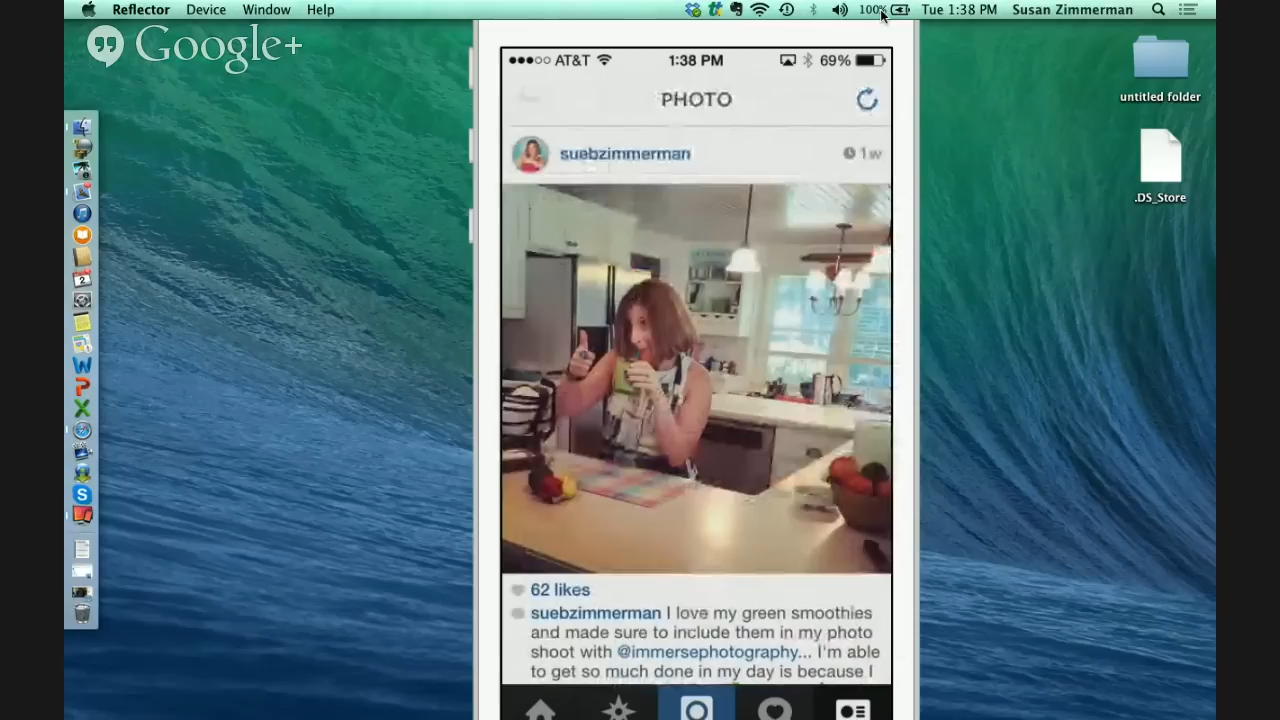 Reflector Device Window Help 100% Tue 1:38 PM Susan Zimmerman
Google+
AT&T 1:38 PM 69%
PHOTO
suebzimmerman 1w
62 likes
suebzimmerman I love my green smoothies
and made sure to include them in my photo
shoot with @immersephotography... I'm able
to get so much done in my day is because I
untitled folder
.DS_Store
2
W
P
X
S